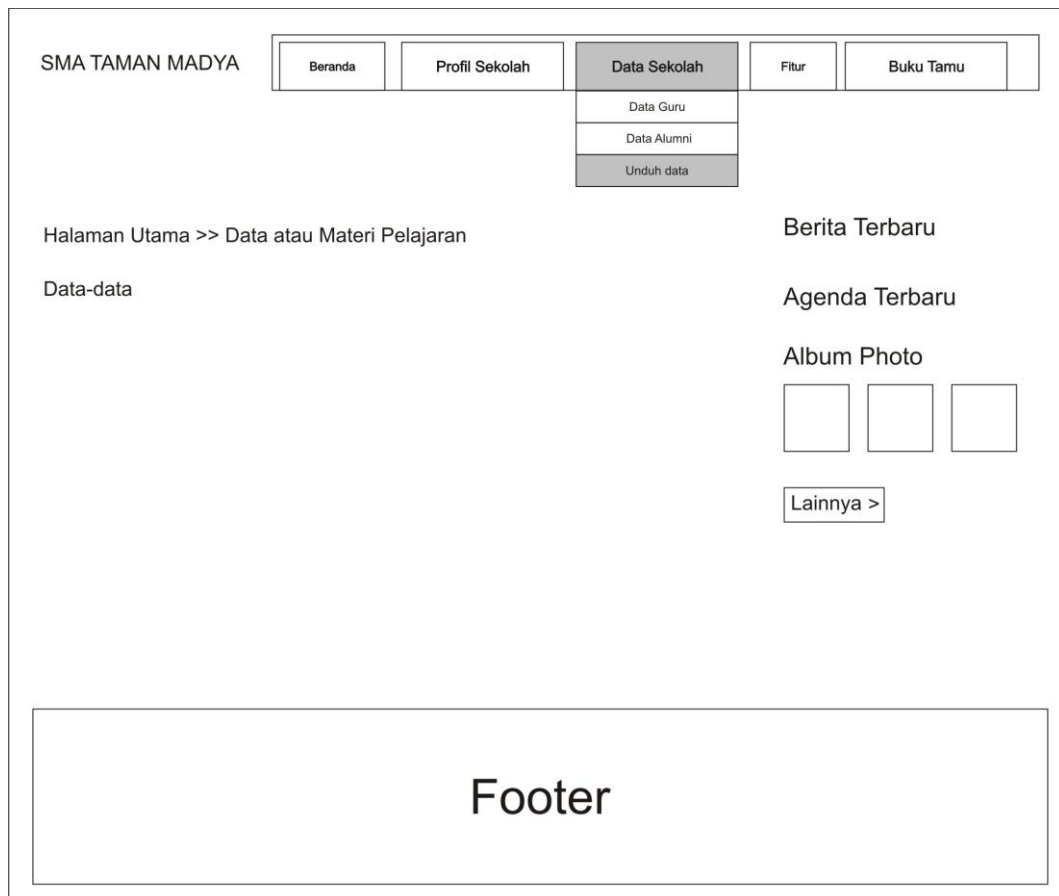 SMA TAMAN MADYA
Beranda
Profil Sekolah
Data Sekolah
Fitur
Buku Tamu
Data Guru
Data Alumni
Unduh data
Halaman Utama >> Data atau Materi Pelajaran
Data-data
Berita Terbaru
Agenda Terbaru
Album Photo
Lainnya >
Footer